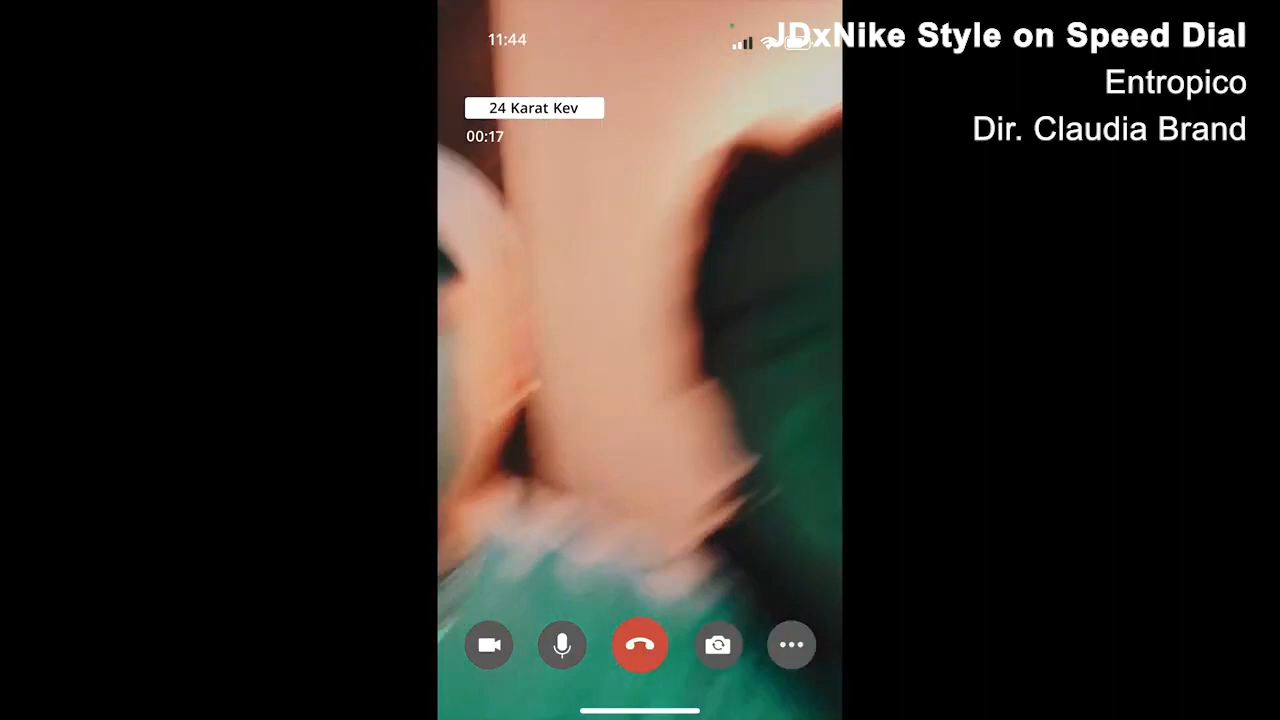 11:44
JDxNike Style on Speed Dial
Entropico
Dir. Claudia Brand
24 Karat Kev
00:17